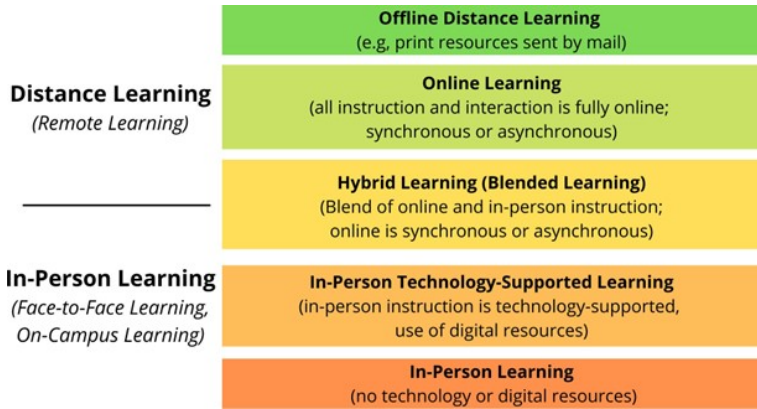 Distance Learning
(Remote Learning)
In-Person Learning
(Face-to-Face Learning,
On-Campus Learning)
Offline Distance Learning
(e.g, print resources sent by mail)
Online Learning
(all instruction and interaction is fully online;
synchronous or asynchronous)
Hybrid Learning (Blended Learning)
(Blend of online and in-person instruction;
online is synchronous or asynchronous)
In-Person Technology-Supported Learning
(in-person instruction is technology-supported,
use of digital resources)
In-Person Learning
(no technology or digital resources)